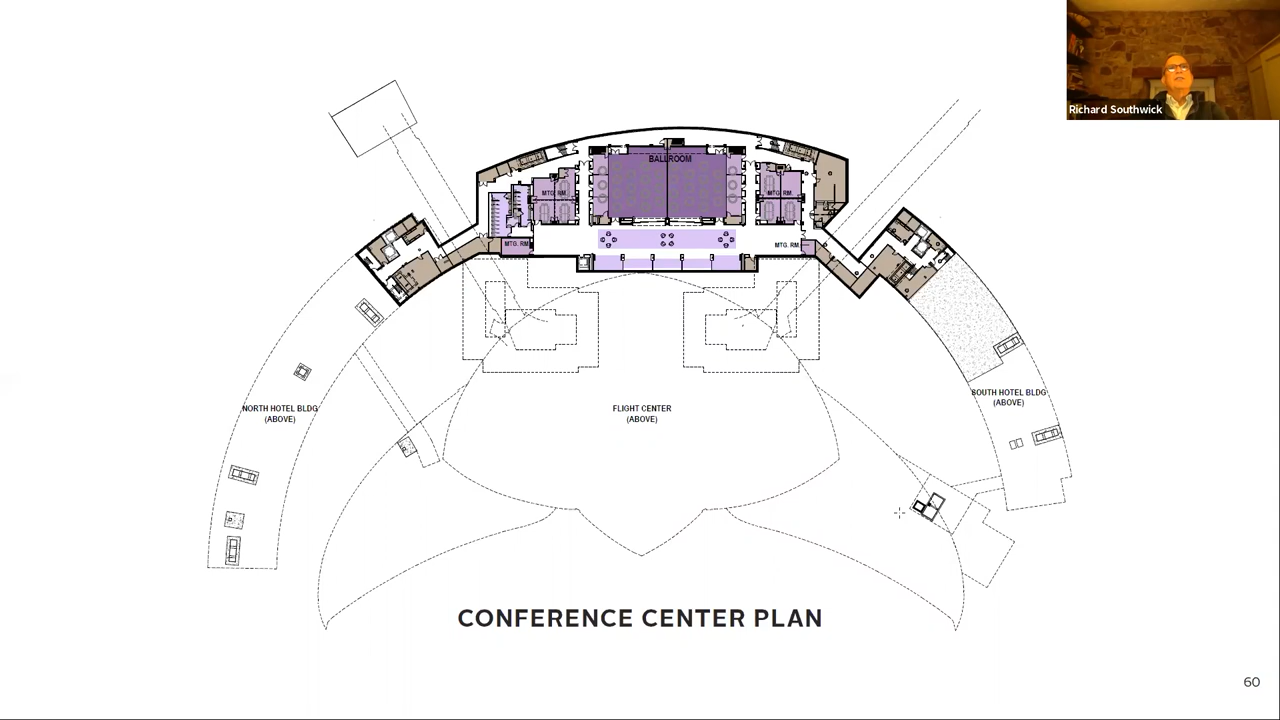 Richard Southwick
BALLROOM
MTG. RM.
MTG. RM.
MTG. RM.
MTG. RM.
NORTH HOTEL BLDG
(ABOVE)
FLIGHT CENTER
(ABOVE)
SOUTH HOTEL BLDG
(ABOVE)
CONFERENCE CENTER PLAN
60